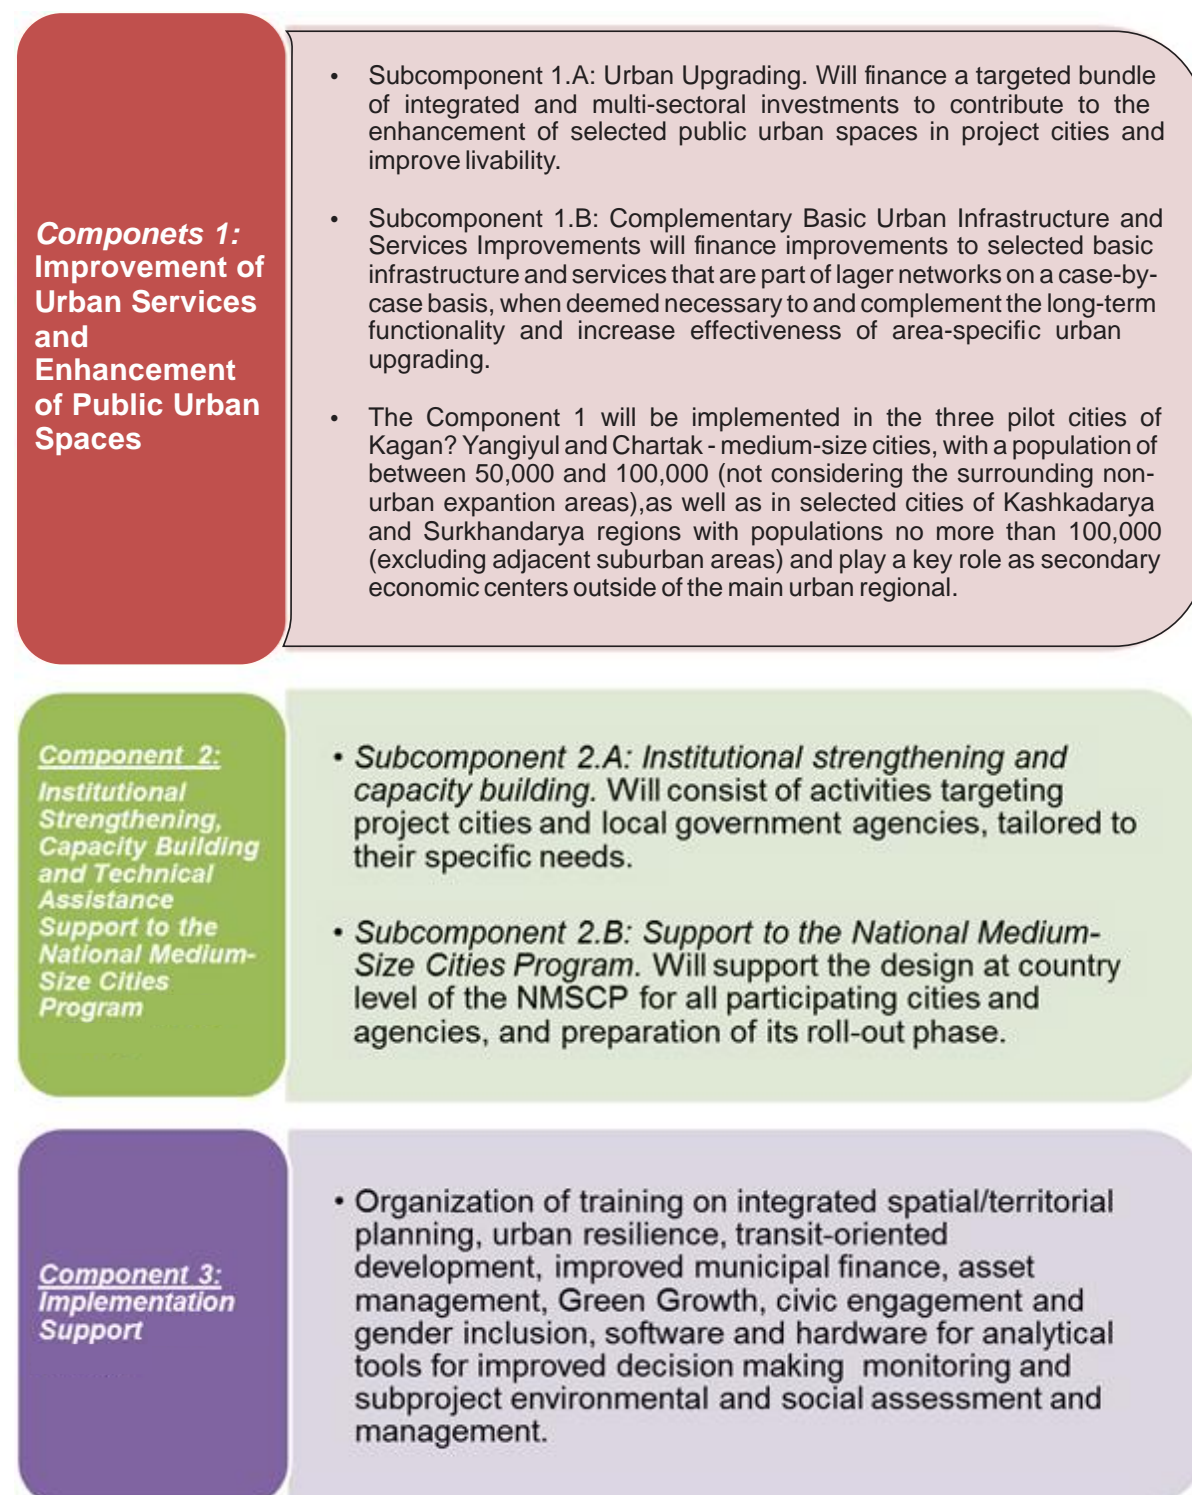 Componets 1:
Improvement of
Urban Services
and
Enhancement
of Public Urban
Spaces
• Subcomponent 1.A: Urban Upgrading. Will finance a targeted bundle
of integrated and multi-sectoral investments to contribute to the
enhancement of selected public urban spaces in project cities and
improve livability.
• Subcomponent 1.B: Complementary Basic Urban Infrastructure and
Services Improvements will finance improvements to selected basic
infrastructure and services that are part of lager networks on a case-by-
case basis, when deemed necessary to and complement the long-term
functionality and increase effectiveness of area-specific urban
upgrading.
• The Component 1 will be implemented in the three pilot cities of
Kagan? Yangiyul and Chartak - medium-size cities, with a population of
between 50,000 and 100,000 (not considering the surrounding non-
urban expantion areas),as well as in selected cities of Kashkadarya
and Surkhandarya regions with populations no more than 100,000
(excluding adjacent suburban areas) and play a key role as secondary
economic centers outside of the main urban regional.
Component 2:
Institutional
Strengthening,
Capacity Building
and Technical
Assistance
Support to the
National Medium-
Size Cities
Program
• Subcomponent 2.A: Institutional strengthening and
capacity building. Will consist of activities targeting
project cities and local government agencies, tailored to
their specific needs.
• Subcomponent 2.B: Support to the National Medium-
Size Cities Program. Will support the design at country
level of the NMSCP for all participating cities and
agencies, and preparation of its roll-out phase.
Component 3:
Implementation
Support
• Organization of training on integrated spatial/territorial
planning, urban resilience, transit-oriented
development, improved municipal finance, asset
management, Green Growth, civic engagement and
gender inclusion, software and hardware for analytical
tools for improved decision making monitoring and
subproject environmental and social assessment and
management.